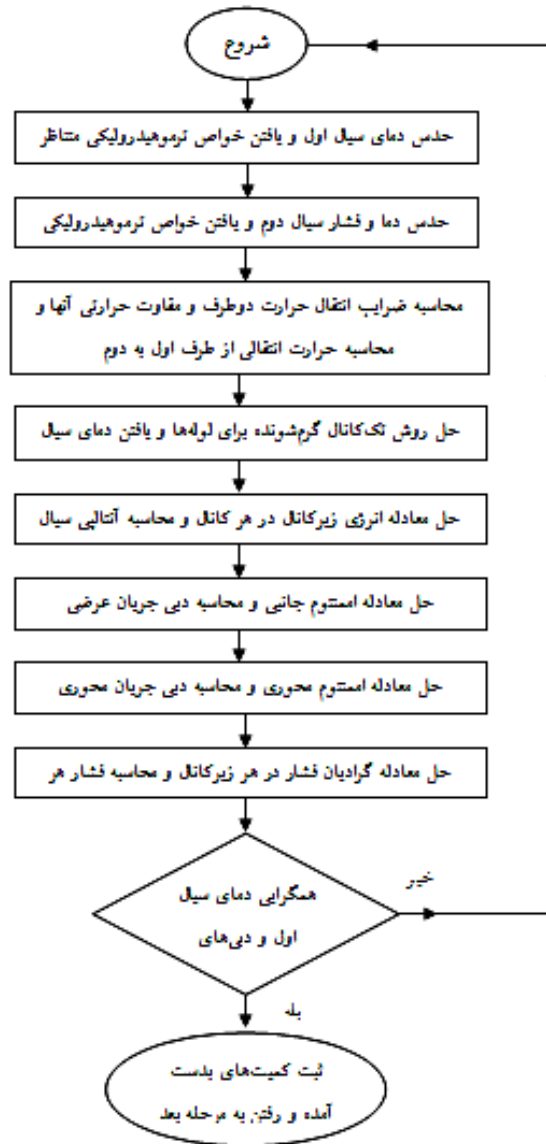 شروع
حدس دمای سیال اول و یافتن خواص ترموهیدرولیکی متناظر
حدس دما و فشار سیال دوم و یافتن خواص ترموهیدرولیکی
محاسبه ضرایب انتقال حرارت دوطرف و مقاوت حرارتی آنها و
محاسبه حرارت انتقالی از طرف اول به دوم
حل روش تک‌کانال گرم‌شونده برای لوله‌ها و یافتن دمای سیال
حل معادله انرژی زیرکانال در هر کانال و محاسبه آنتالپی سیال
حل معادله اممنتوم جانبی و محاسبه دبی جریان عرضی
حل معادله اممنتوم محوری و محاسبه دبی جریان محوری
حل معادله گرادیان فشار در هر زیرکانال و محاسبه فشار هر
همگرایی دمای سیال
اول و دبی‌های
خیر
بله
ثبت کمیت‌های بدست
آمده و رفتن به مرحله بعد